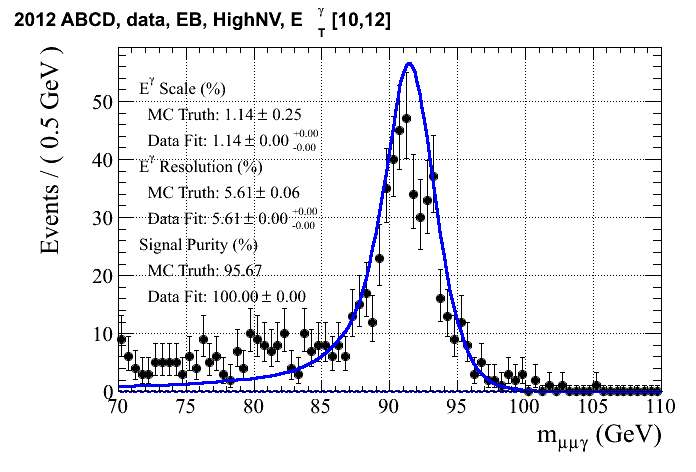 2012 ABCD, data, EB, HighNV, E γ T [10,12]
Events / ( 0.5 GeV )
E^γ Scale (%)
MC Truth: 1.14 ± 0.25
Data Fit: 1.14 ± 0.00 +0.00 -0.00
E^γ Resolution (%)
MC Truth: 5.61 ± 0.06
Data Fit: 5.61 ± 0.00 +0.00 -0.00
Signal Purity (%)
MC Truth: 95.67
Data Fit: 100.00 ± 0.00
50
40
30
20
10
0
70 75 80 85 90 95 100 105 110
m_μμγ (GeV)